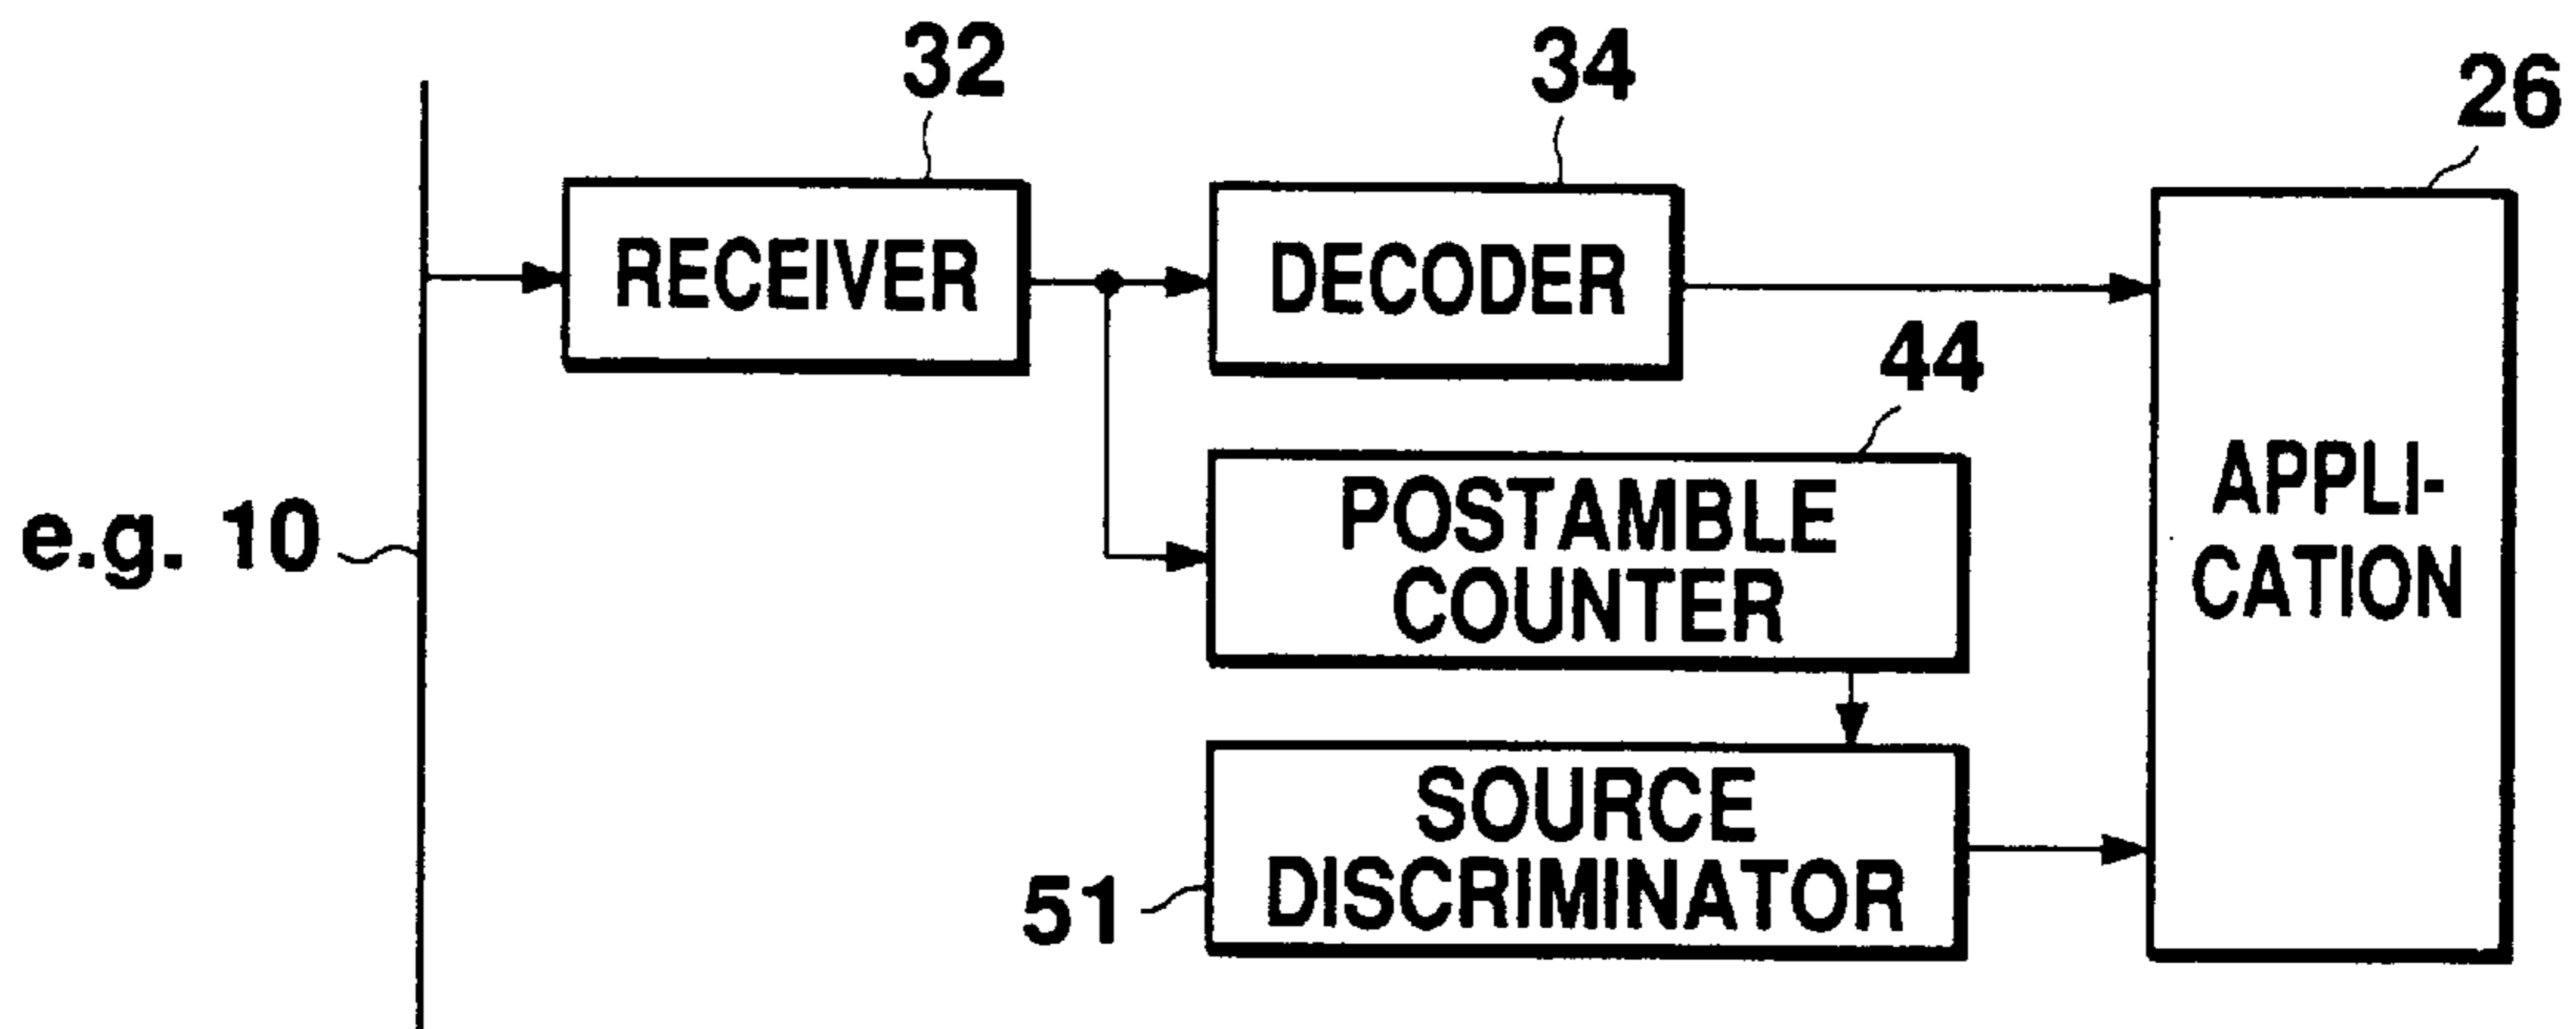 32
34
26
RECEIVER
DECODER
44
POSTAMBLE
COUNTER
APPLI-
CATION
e.g. 10
SOURCE
DISCRIMINATOR
51